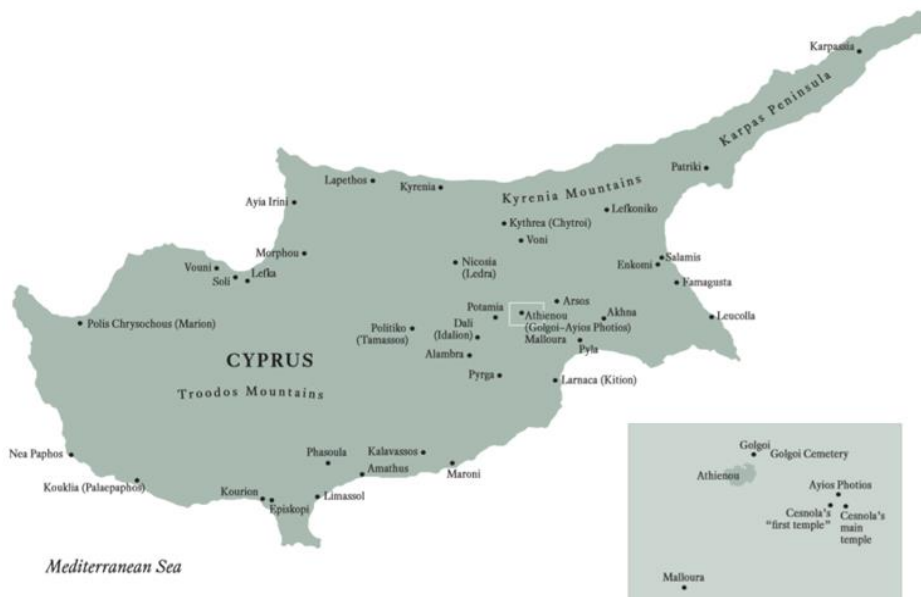 Karpassia
Karpas Peninsula
Patriki
Lapethos
Kyrenia
Kyrenia Mountains
Ayia Irini
Lefkoniko
Kythrea (Chytroi)
Voni
Morphou
Nicosia
(Ledra)
Salamis
Enkomi
Vouni
Soli
Lefka
Famagusta
Arsos
Potamia
Athienou
(Golgoi–Ayios Photios)
Akhna
Leucolla
Polis Chrysochous (Marion)
Politiko
(Tamassos)
Dali
(Idalion)
Malloura
Pyla
Alambra
CYPRUS
Pyrga
Larnaca (Kition)
Troodos Mountains
Nea Paphos
Phasoula
Kalavassos
Amathus
Maroni
Kouklia (Palaepaphos)
Kourion
Episkopi
Limassol
Mediterranean Sea
Golgoi
Golgoi Cemetery
Athienou
Ayios Photios
Cesnola's
"first temple"
Cesnola's
main
temple
Malloura